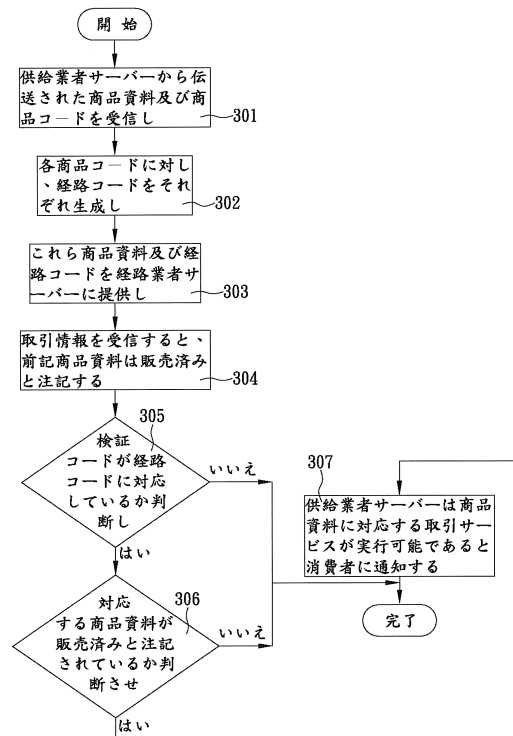 開 始
供給業者サーバーから伝
送された商品資料及び商
品コードを受信し
301
各商品コードに対し
、経路コードをそれ
ぞれ生成し
302
これら商品資料及び経
路コードを経路業者サ
ーバーに提供し
303
取引情報を受信すると、
前記商品資料は販売済み
と注記する
304
305
検証
コードが経路
コードに対応
しているか判
断し
いいえ
はい
307
供給業者サーバーは商品
資料に対応する取引サー
ビスが実行可能であると
消費者に通知する
306
対応
する商品資料が
販売済みと注記
されているか判
断させ
いいえ
完了
はい